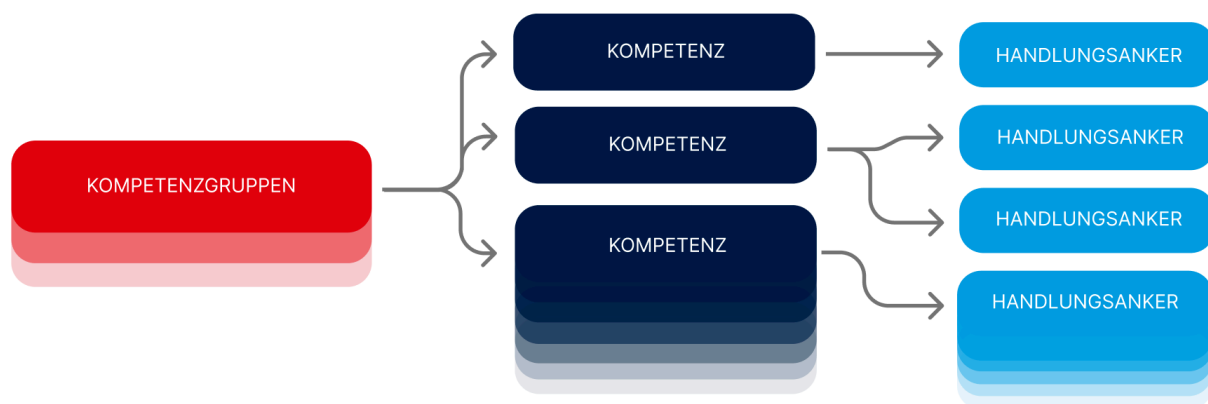 KOMPETENZGRUPPEN
KOMPETENZ
KOMPETENZ
KOMPETENZ
HANDLUNGSANKER
HANDLUNGSANKER
HANDLUNGSANKER
HANDLUNGSANKER